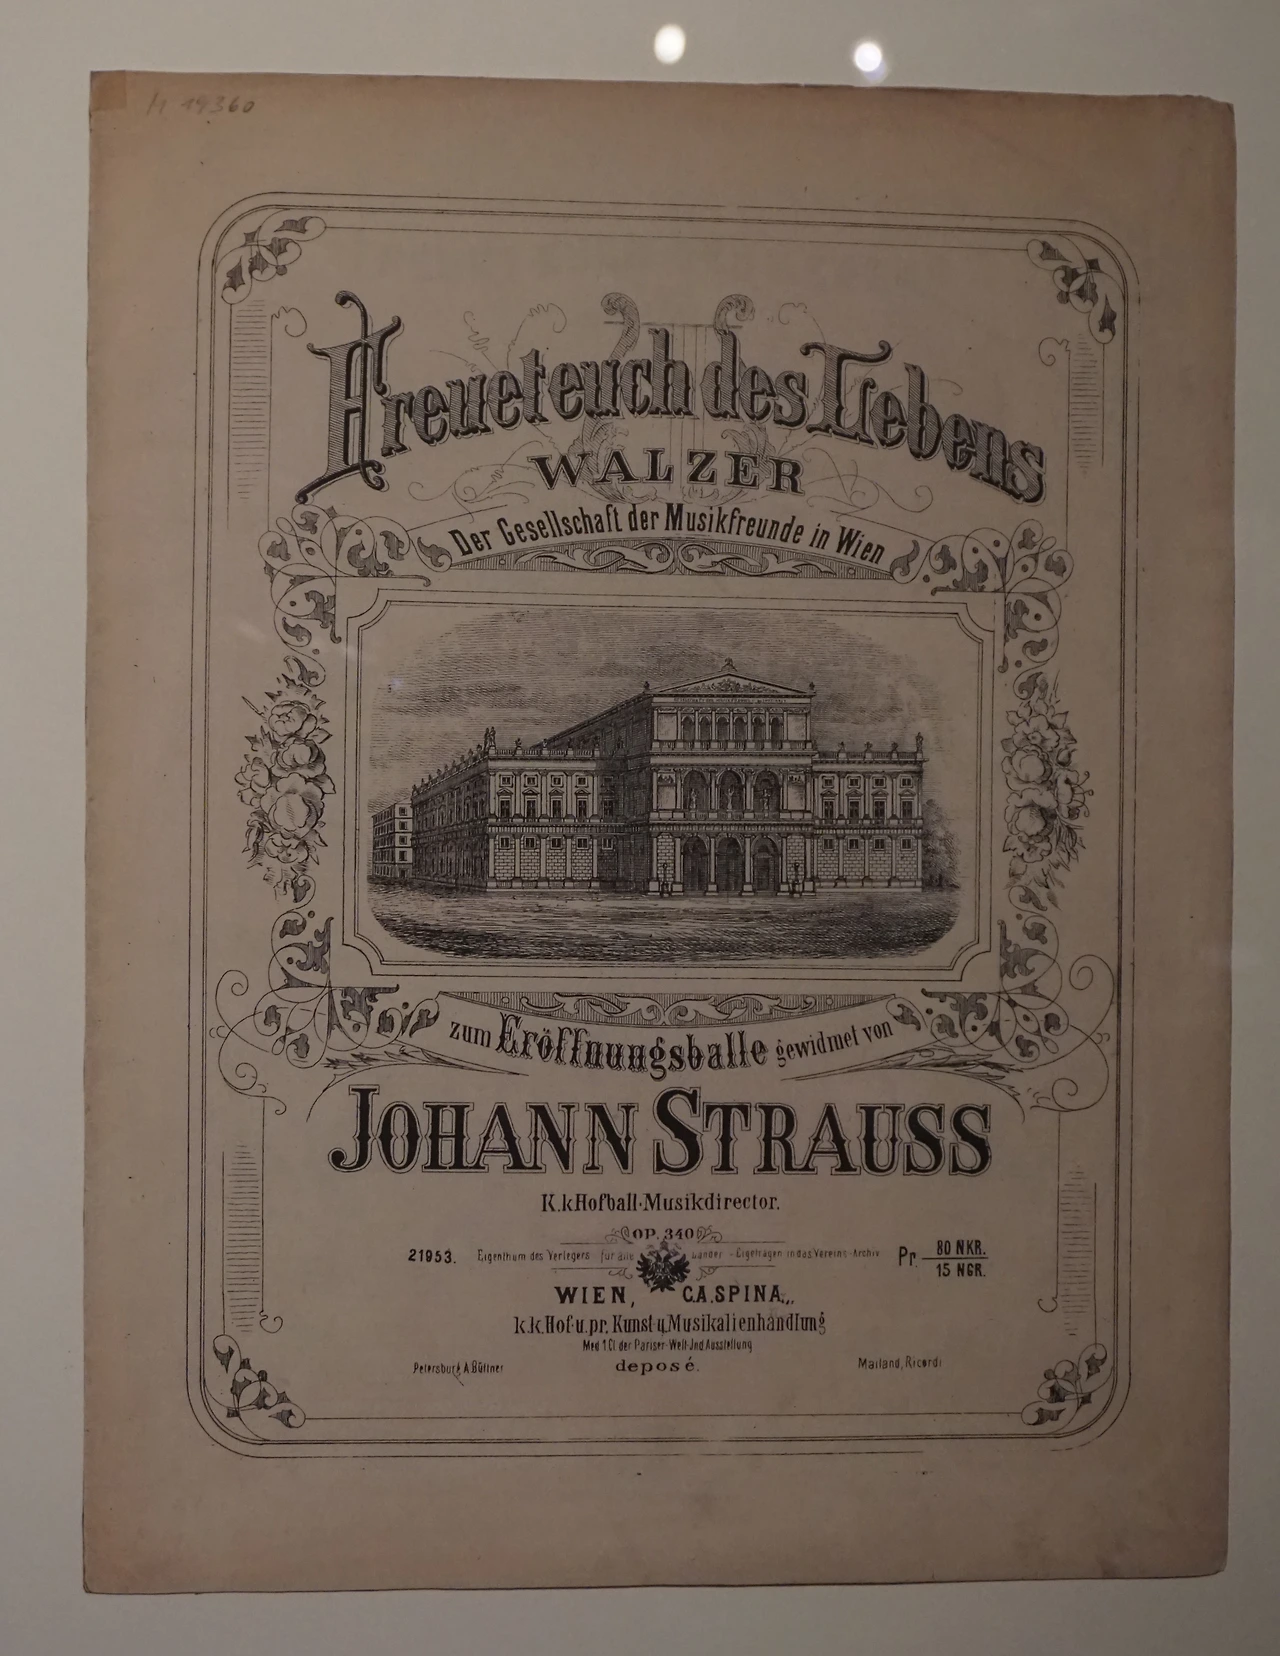 19360
Freuet euch des Lebens
WALZER
Der Gesellschaft der Musikfreunde in Wien
zum Eröffnungsballe gewidmet von
JOHANN STRAUSS
K.k Hofball-Musikdirector.
OP. 340
21953. Eigenthum des Verlegers für alle Länder - Eigetragen in das Vereins-Archiv Pr. 80 NKR.
15 NGR.
WIEN, C.A. SPINA,
k.k. Hof-u. pr. Kunst u. Musikalienhandlung
Med 1 Cl der Pariser-Welt-Ind Ausstellung
Petersburg A. Büttner deposé. Mailand, Ricordi